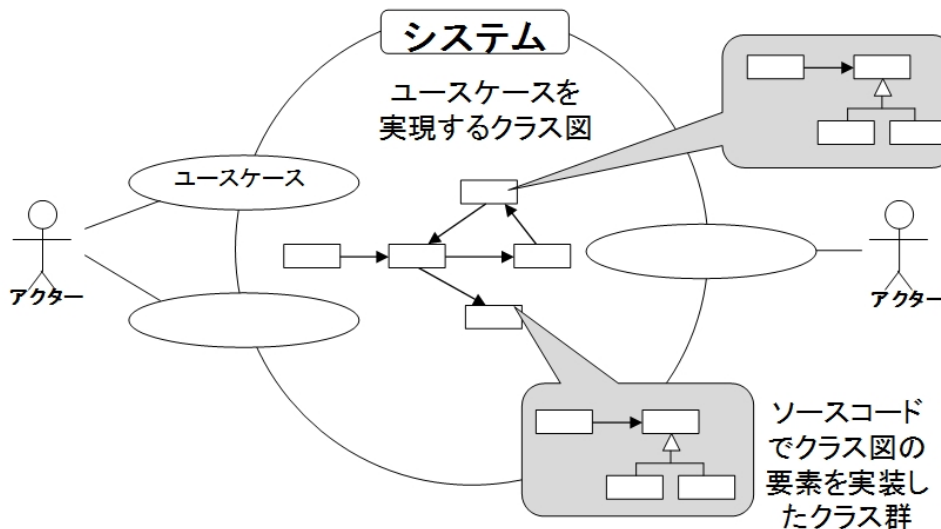 システム
ユースケースを
実現するクラス図
ユースケース
アクター
アクター
ソースコード
でクラス図の
要素を実装し
たクラス群